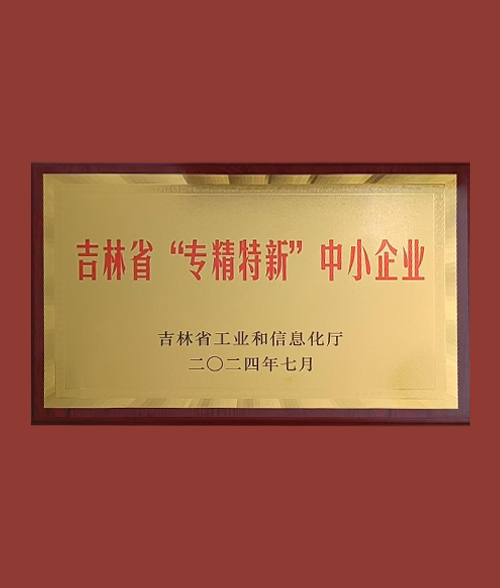 吉林省“专精特新”中小企业
吉林省工业和信息化厅
二〇二四年七月